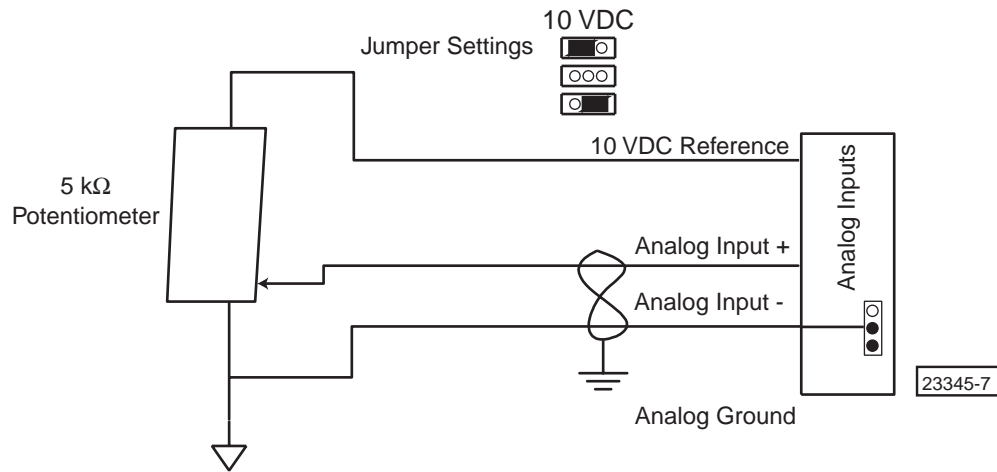 10 VDC
Jumper Settings
10 VDC Reference
5 kΩ
Potentiometer
Analog Inputs
Analog Input +
Analog Input -
23345-7
Analog Ground